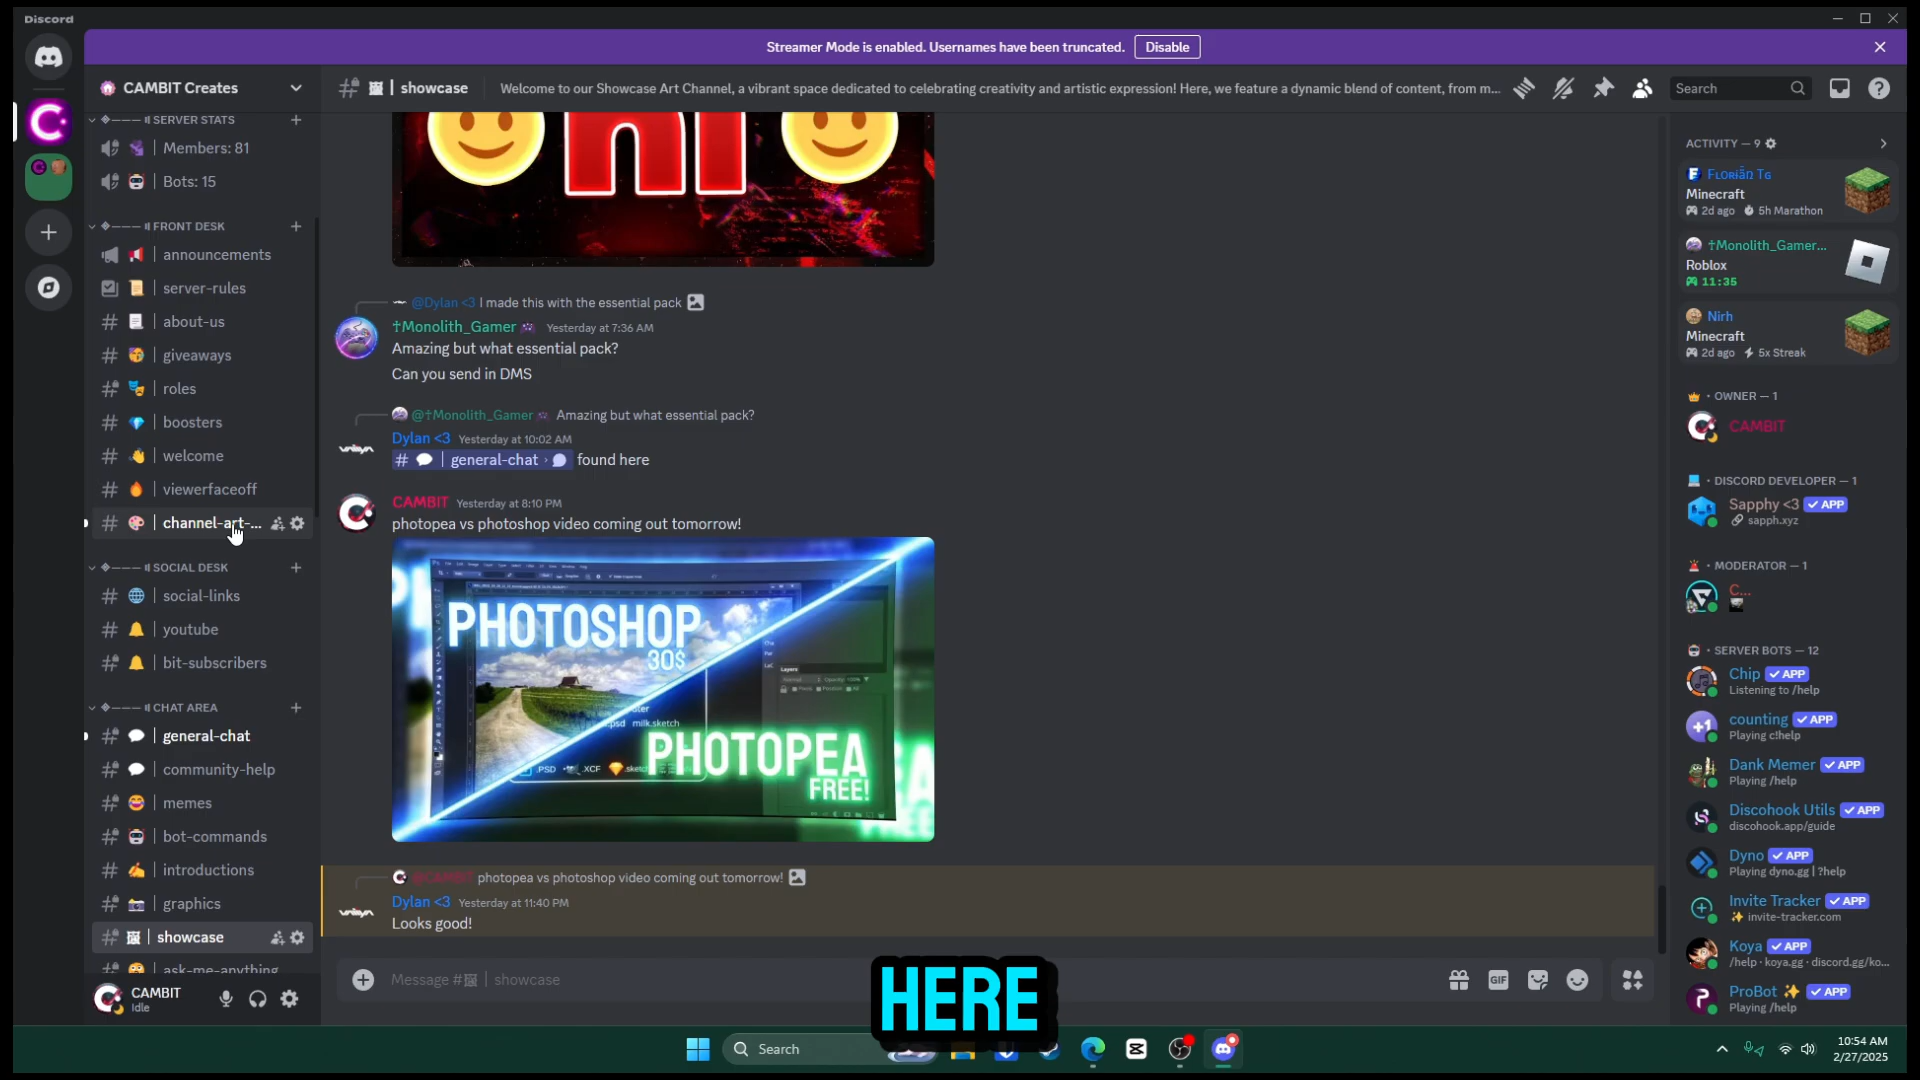 Discord
Streamer Mode is enabled. Usernames have been truncated. Disable
CAMBIT Creates
SERVER STATS
Members: 81
Bots: 15
FRONT DESK
announcements
server-rules
about-us
giveaways
roles
boosters
welcome
viewerfaceoff
channel-art-...
SOCIAL DESK
social-links
youtube
bit-subscribers
CHAT AREA
general-chat
community-help
memes
bot-commands
introductions
graphics
showcase
ask-me-anything
CAMBIT
Idle
showcase
Welcome to our Showcase Art Channel, a vibrant space dedicated to celebrating creativity and artistic expression! Here, we feature a dynamic blend of content, from m...
Search
@Dylan <3 I made this with the essential pack
†Monolith_Gamer Yesterday at 7:36 AM
Amazing but what essential pack?
Can you send in DMS
@†Monolith_Gamer Amazing but what essential pack?
Dylan <3 Yesterday at 10:02 AM
# general-chat › found here
CAMBIT Yesterday at 8:10 PM
photopea vs photoshop video coming out tomorrow!
PHOTOSHOP
30$
Layers
milk.sketch
.PSD .XCF .sketch
PHOTOPEA
FREE!
@CAMBIT photopea vs photoshop video coming out tomorrow!
Dylan <3 Yesterday at 11:40 PM
Looks good!
Message # | showcase
GIF
HERE
ACTIVITY — 9
Minecraft
2d ago 5h Marathon
†Monolith_Gamer...
Roblox
11:35
Nirh
Minecraft
2d ago 5x Streak
OWNER — 1
CAMBIT
DISCORD DEVELOPER — 1
Sapphy <3 ✓ APP
sapph.xyz
MODERATOR — 1
C...
SERVER BOTS — 12
Chip ✓ APP
Listening to /help
counting ✓ APP
Playing c!help
Dank Memer ✓ APP
Playing /help
Discohook Utils ✓ APP
discohook.app/guide
Dyno ✓ APP
Playing dyno.gg | ?help
Invite Tracker ✓ APP
invite-tracker.com
Koya ✓ APP
/help · koya.gg · discord.gg/ko...
ProBot ✓ APP
Playing /help
Search
10:54 AM
2/27/2025